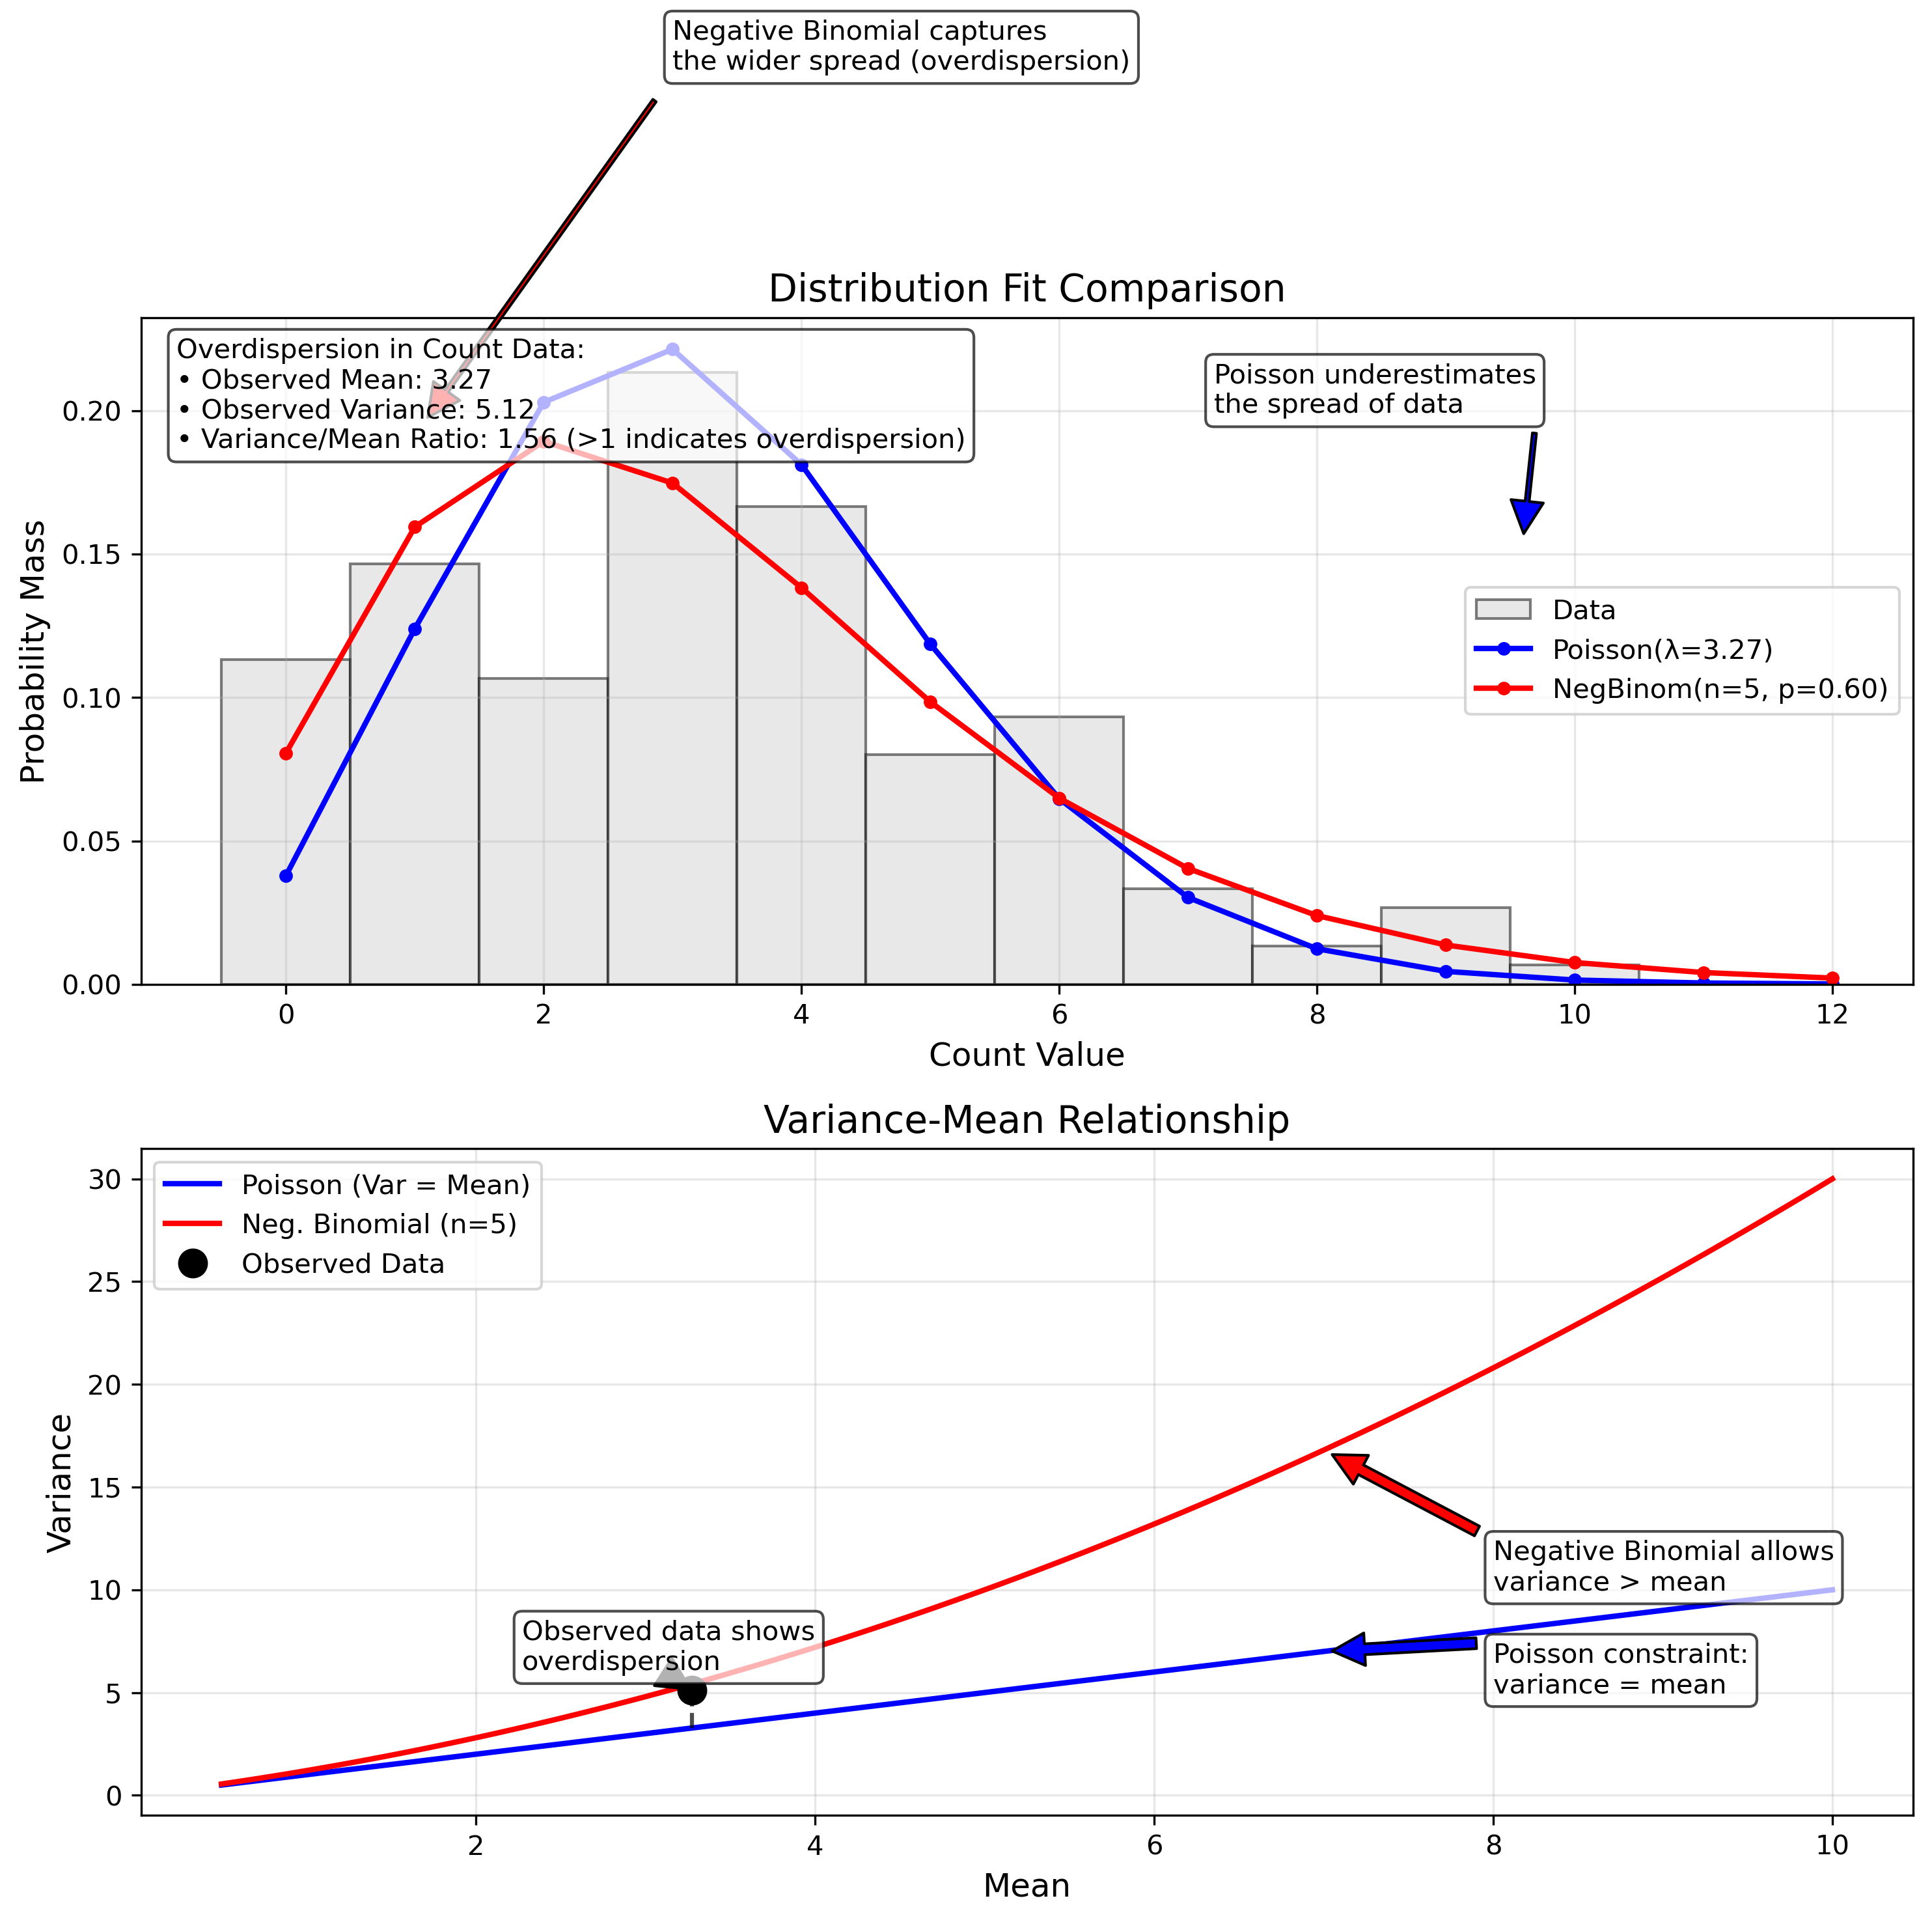 Negative Binomial captures
the wider spread (overdispersion)
Distribution Fit Comparison
Overdispersion in Count Data:
• Observed Mean: 3.27
• Observed Variance: 5.12
• Variance/Mean Ratio: 1.56 (>1 indicates overdispersion)
Poisson underestimates
the spread of data
Data
Poisson(λ=3.27)
NegBinom(n=5, p=0.60)
Probability Mass
0.20
0.15
0.10
0.05
0.00
0 2 4 6 8 10 12
Count Value
Variance-Mean Relationship
Poisson (Var = Mean)
Neg. Binomial (n=5)
Observed Data
Variance
30
25
20
15
10
5
0
Negative Binomial allows
variance > mean
Observed data shows
overdispersion
Poisson constraint:
variance = mean
2 4 6 8 10
Mean